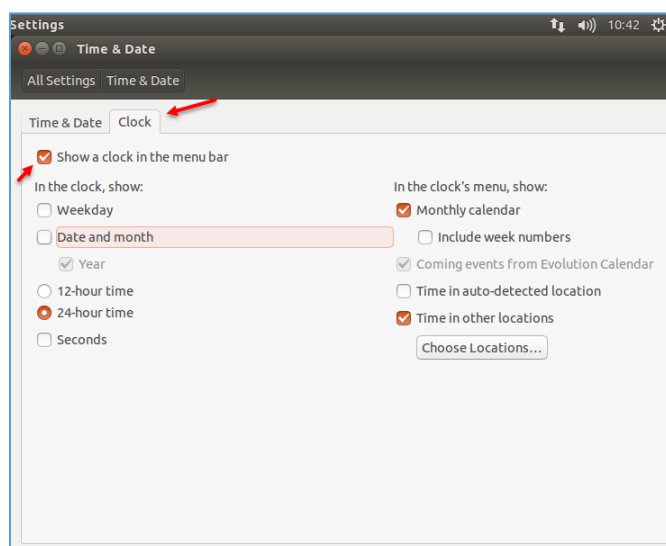 Settings 10:42
Time & Date
All Settings Time & Date
Time & Date Clock
Show a clock in the menu bar
In the clock, show:
Weekday
Date and month
Year
12-hour time
24-hour time
Seconds
In the clock's menu, show:
Monthly calendar
Include week numbers
Coming events from Evolution Calendar
Time in auto-detected location
Time in other locations
Choose Locations...